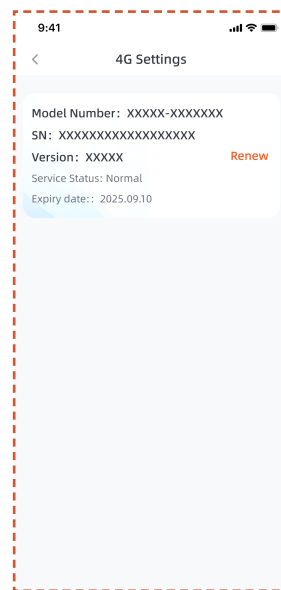 9:41
4G Settings
Model Number： XXXXX-XXXXXXX
SN： XXXXXXXXXXXXXXXXXX
Version： XXXXX
Renew
Service Status: Normal
Expiry date:： 2025.09.10